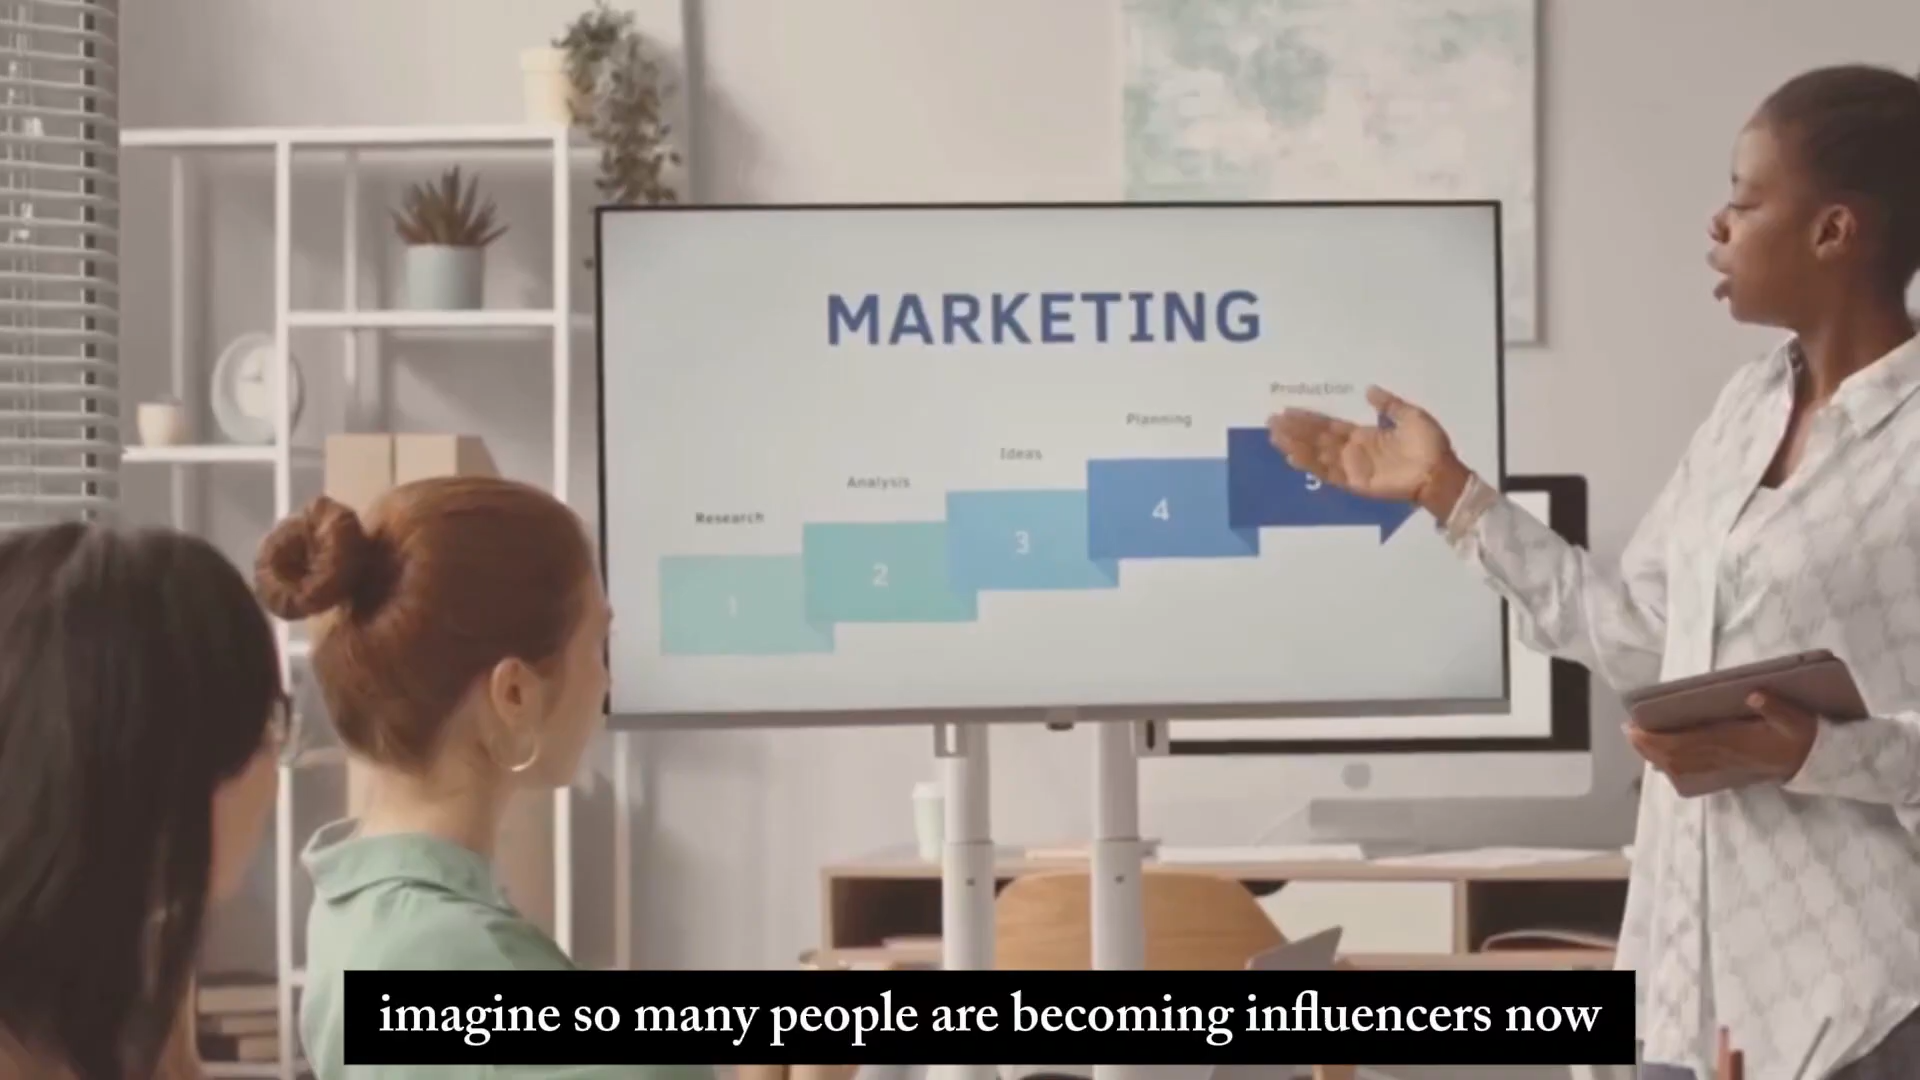 MARKETING
Production
Planning
Ideas
Analysis
Research
5
4
3
2
1
imagine so many people are becoming influencers now